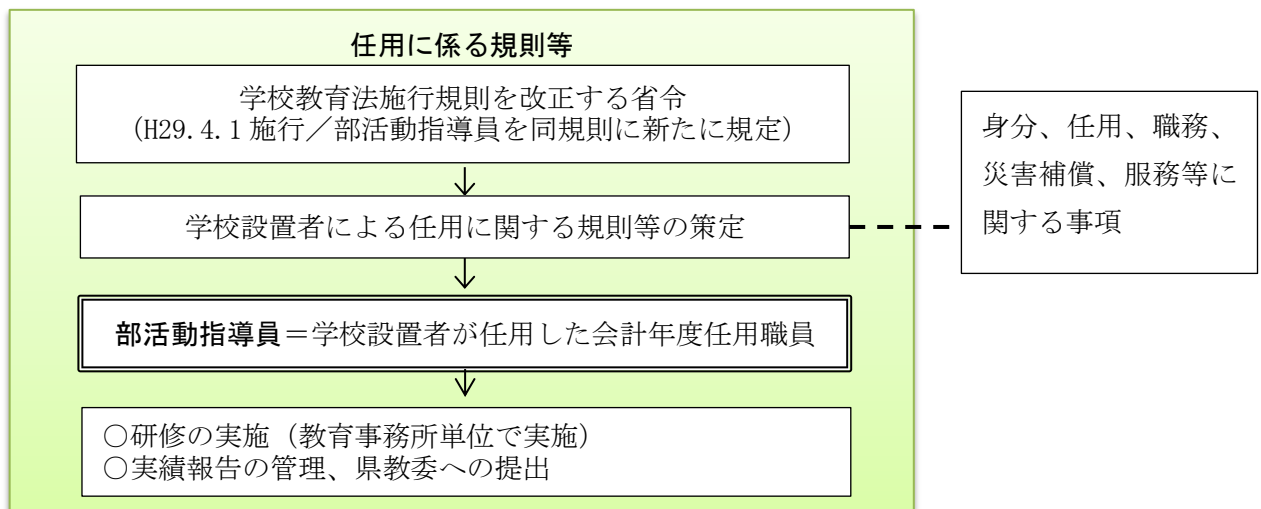 任用に係る規則等
学校教育法施行規則を改正する省令
(H29.4.1 施行／部活動指導員を同規則に新たに規定)
学校設置者による任用に関する規則等の策定
身分、任用、職務、
災害補償、服務等に
関する事項
部活動指導員＝学校設置者が任用した会計年度任用職員
○研修の実施（教育事務所単位で実施）
○実績報告の管理、県教委への提出